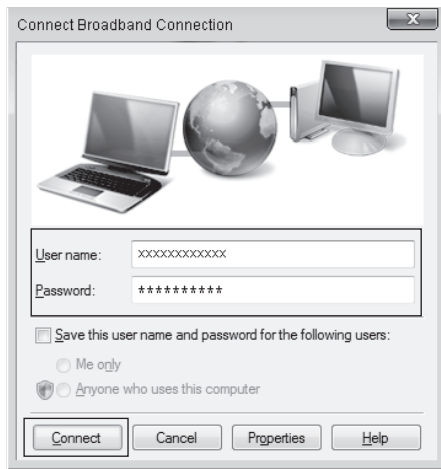 Connect Broadband Connection
User name: xxxxxxxxxxxx
Password: **********
Save this user name and password for the following users:
Me only
Anyone who uses this computer
Connect Cancel Properties Help